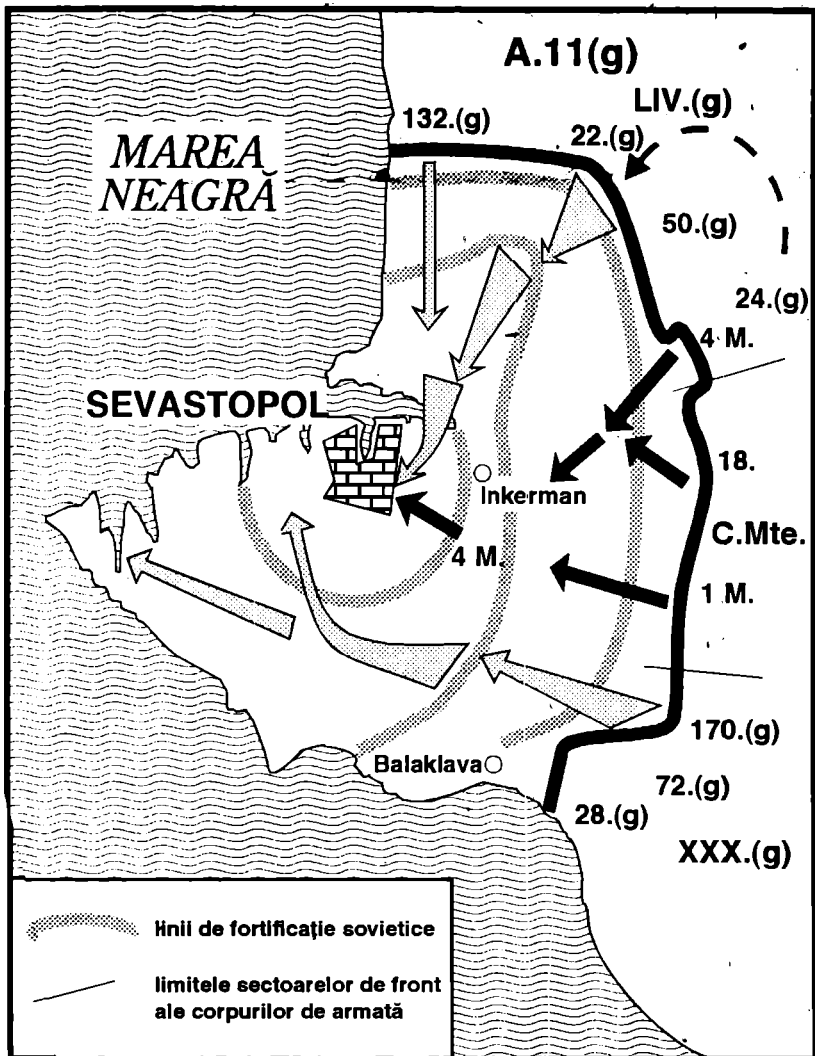 A.11(g)
LIV.(g)
132.(g)
22.(g)
MAREA
NEAGRĂ
50.(g)
24.(g)
4 M.
SEVASTOPOL
18.
Inkerman
C.Mte.
4 M.
1 M.
170.(g)
Balaklava
72.(g)
28.(g)
XXX.(g)
linii de fortificație sovietice
limitele sectoarelor de front
ale corpurilor de armată